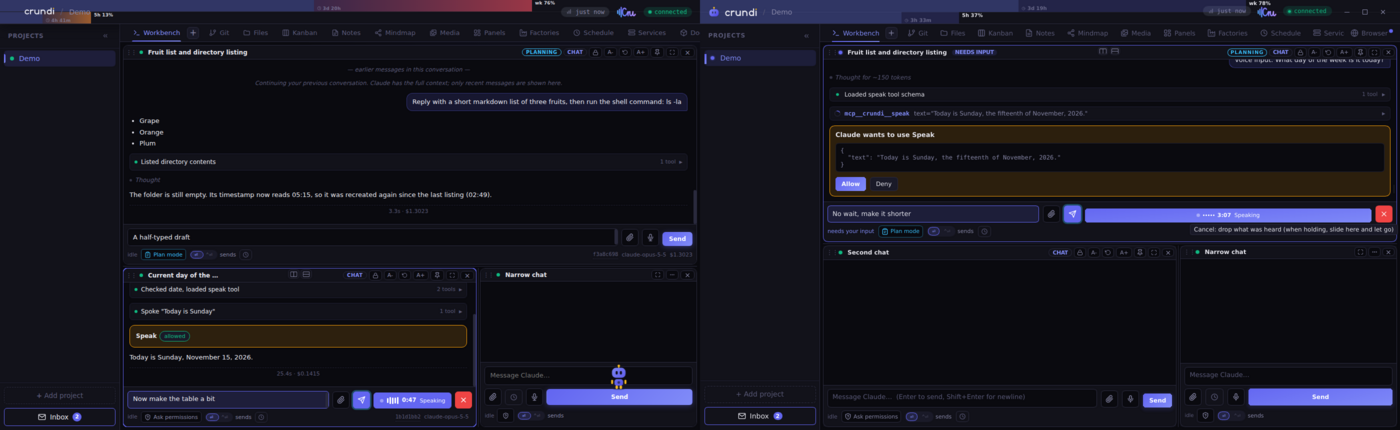 crundi / Demo
5h 13%
5d 20%
wk 76%
just now
connected
PROJECTS «
Demo
+ Add project
Inbox 2
Workbench + Git Files Kanban Notes Mindmap Media Panels Factories Schedule Services Do
Fruit list and directory listing
PLANNING CHAT A- A+
— earlier messages in this conversation —
Continuing your previous conversation. Claude has the full context; only recent messages are shown here.
Reply with a short markdown list of three fruits, then run the shell command: ls -la
• Grape
• Orange
• Plum
Listed directory contents 1 tool
Thought
The folder is still empty. Its timestamp now reads 05:15, so it was recreated again since the last listing (02:49).
3.3s · $1.3023
A half-typed draft
Send
idle Plan mode sends
claude-opus-5-5 $1.3023
Current day of the …
CHAT A- A+
Checked date, loaded speak tool 2 tools
Spoke "Today is Sunday" 1 tool
Speak allowed
Today is Sunday, November 15, 2026.
25.4s · $0.1415
Now make the table a bit
0:47 Speaking
idle Ask permissions sends
claude-opus-5-5
Narrow chat
Message Claude...
Send
idle sends
crundi / Demo
3h 33m
5h 37%
5d 19h
wk 78%
just now
connected
PROJECTS «
Demo
+ Add project
Inbox 2
Workbench + Git Files Kanban Notes Mindmap Media Panels Factories Schedule Servic Browser
Fruit list and directory listing NEEDS INPUT
PLANNING CHAT A- A+
Voice input: What day of the week is it today?
Thought for ~150 tokens
Loaded speak tool schema 1 tool
mcp__crundi__speak text="Today is Sunday, the fifteenth of November, 2026."
Claude wants to use Speak
{
"text": "Today is Sunday, the fifteenth of November, 2026."
}
Allow Deny
No wait, make it shorter
3:07 Speaking
Cancel: drop what was heard (when holding, slide here and let go)
needs your input Plan mode sends
Second chat
CHAT A- A+
Message Claude... (Enter to send, Shift+Enter for newline)
Send
idle Ask permissions sends
Narrow chat
Message Claude...
Send
idle sends